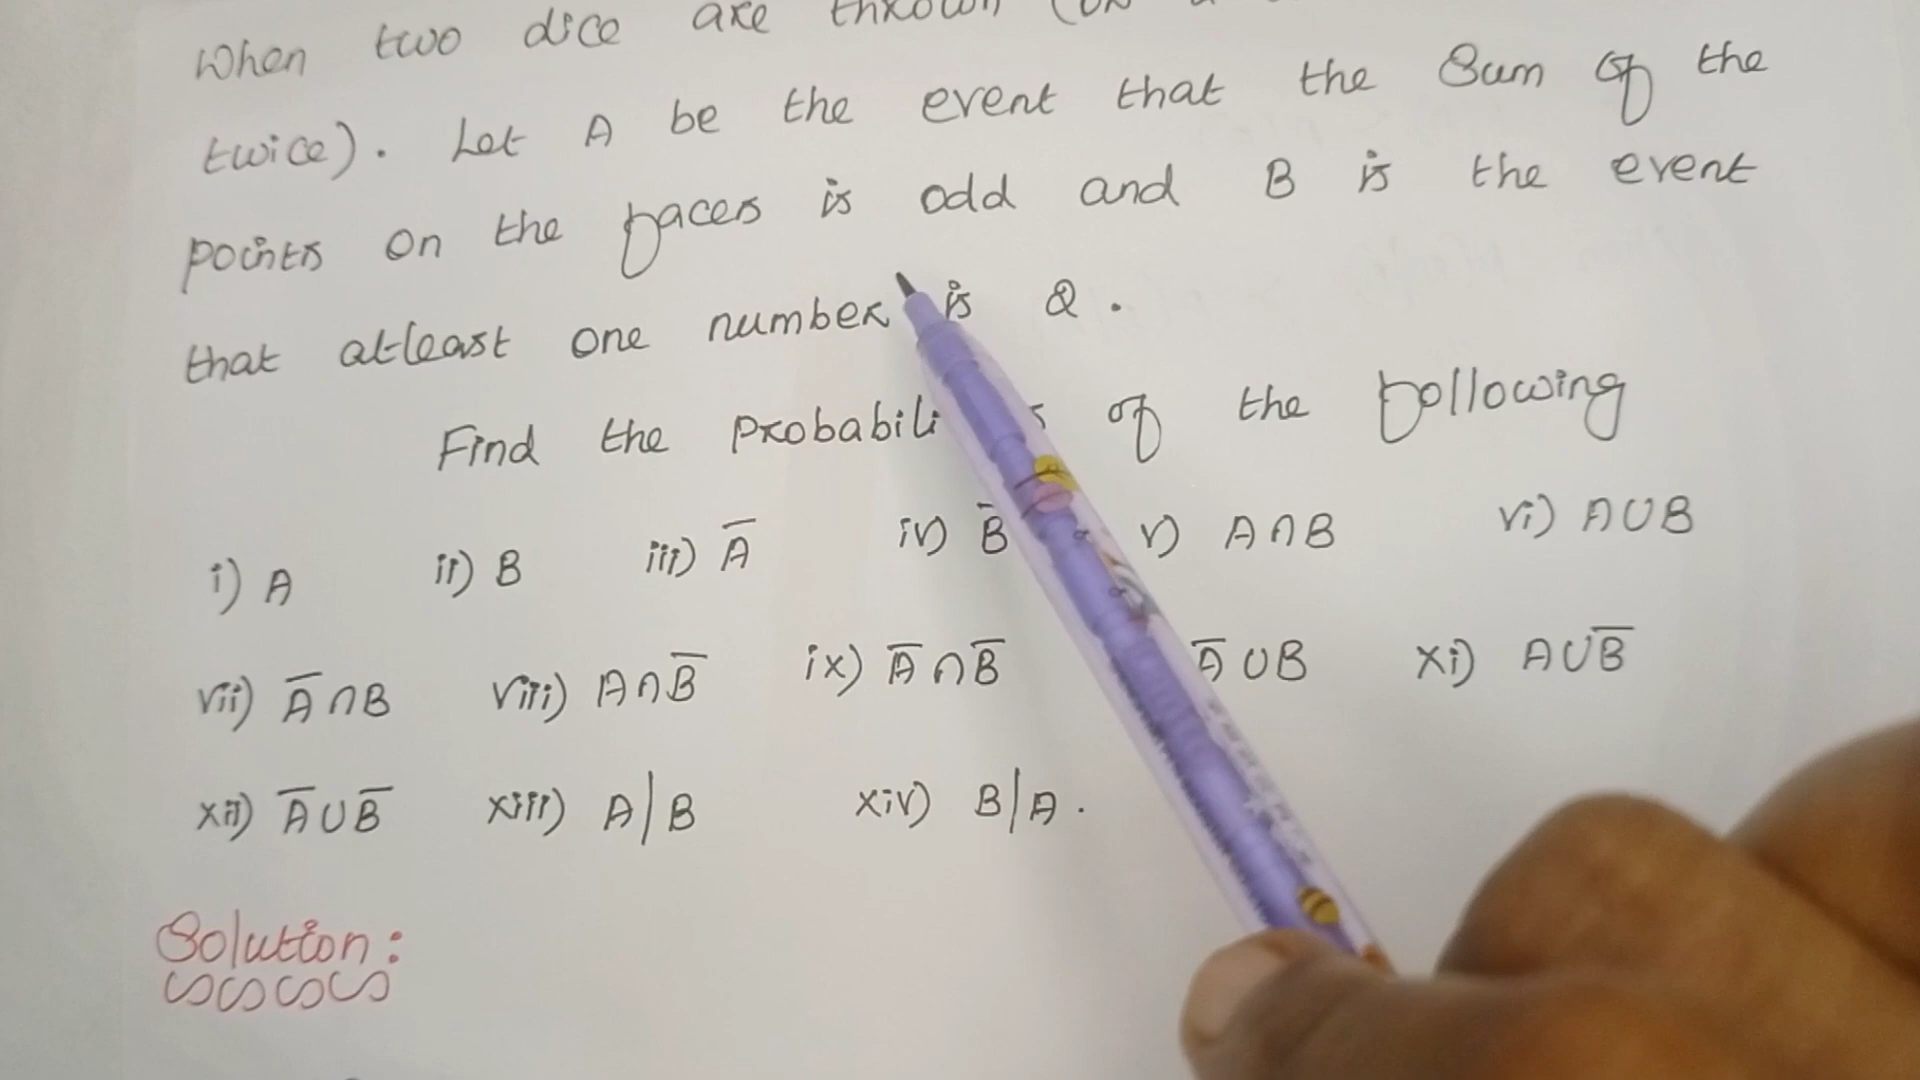 When two dice are thrown (or a
twice). Let A be the event that the Sum of the
points on the faces is odd and B is the event
that atleast one number is 2.
Find the of the following
i) A ii) B iii) A̅ iv) B̅ v) A∩B vi) A∪B
vii) A̅∩B viii) A∩B̅ ix) A̅∩B̅ A̅∪B xi) A∪B̅
xii) A̅∪B̅ xiii) A|B xiv) B|A.
Solution: